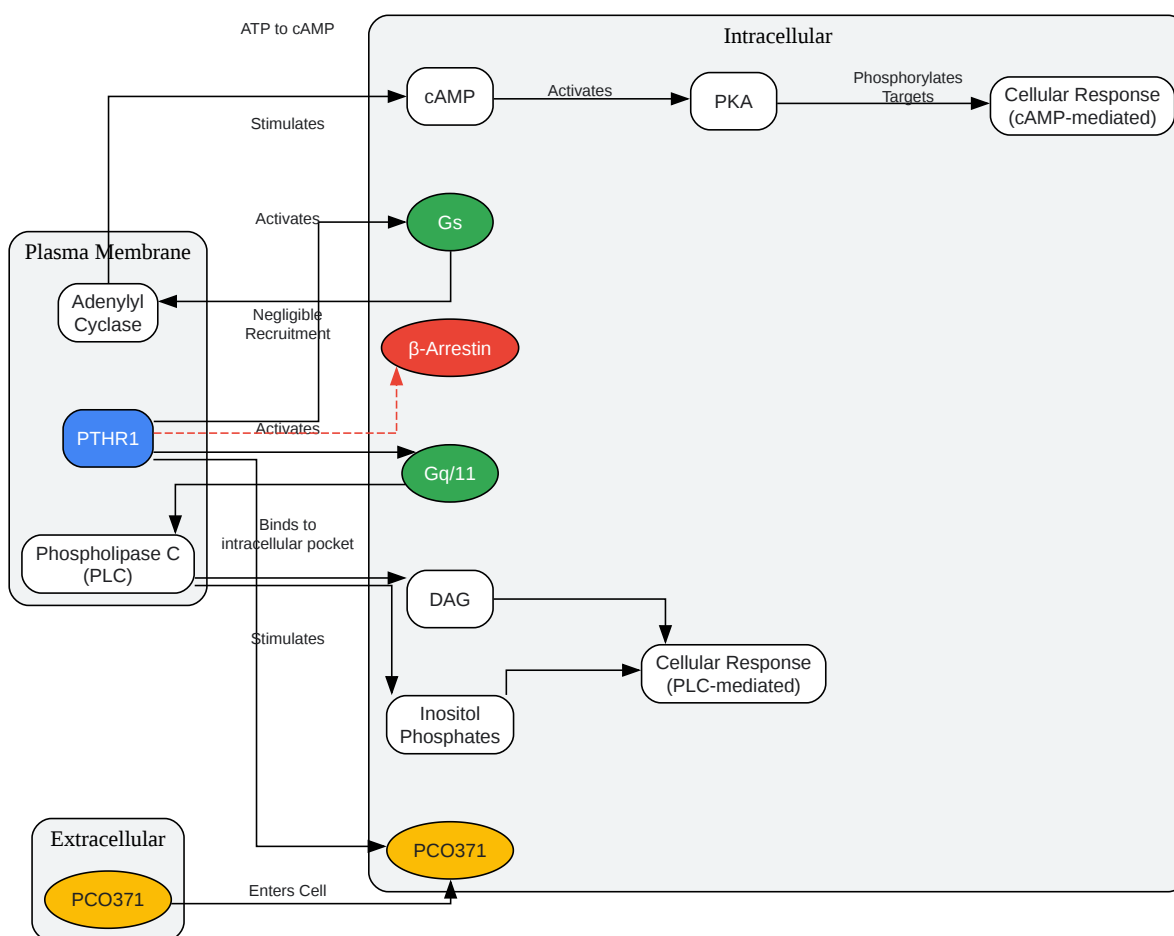 ATP to cAMP
Intracellular
cAMP
Activates
PKA
Phosphorylates
Targets
Cellular Response
(cAMP-mediated)
Stimulates
Activates
Gs
Plasma Membrane
Adenylyl
Cyclase
Negligible
Recruitment
β-Arrestin
PTHR1
Activates
Gq/11
Binds to
intracellular pocket
Phospholipase C
(PLC)
DAG
Stimulates
Cellular Response
(PLC-mediated)
Inositol
Phosphates
Extracellular
PCO371
Enters Cell
PCO371